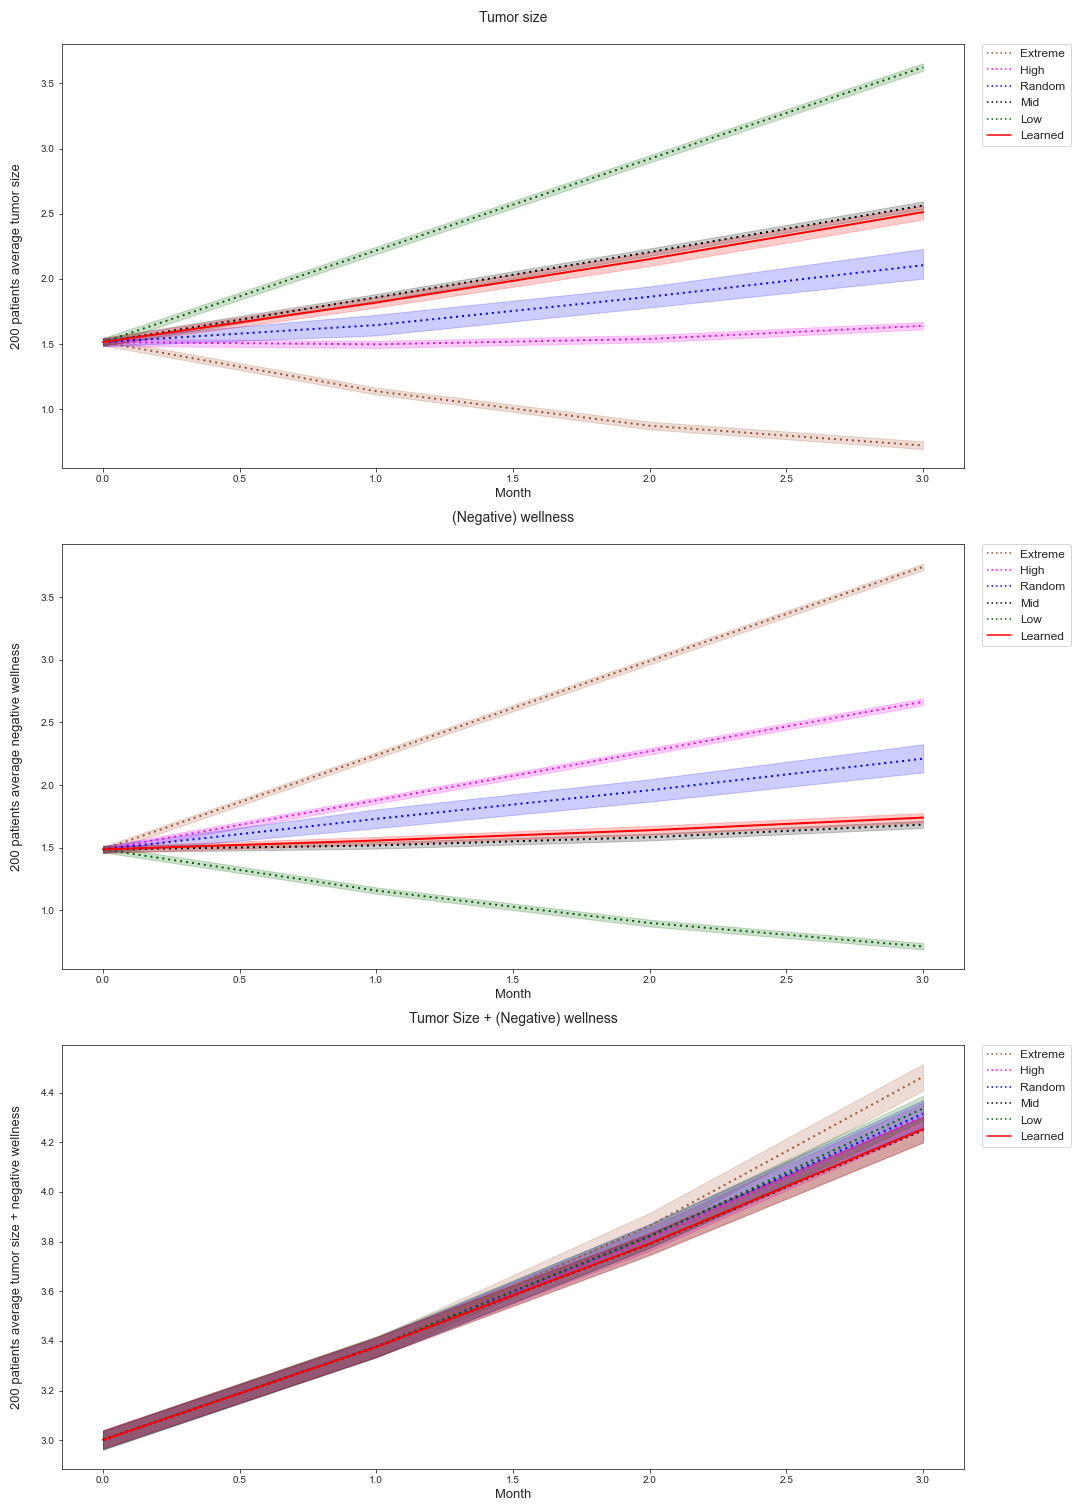 Tumor size
200 patients average tumor size
3.5
3.0
2.5
2.0
1.5
1.0
0.0
0.5
1.0
1.5
2.0
2.5
3.0
Month
Extreme
High
Random
Mid
Low
Learned
(Negative) wellness
200 patients average negative wellness
3.5
3.0
2.5
2.0
1.5
1.0
0.0
0.5
1.0
1.5
2.0
2.5
3.0
Month
Extreme
High
Random
Mid
Low
Learned
Tumor Size + (Negative) wellness
200 patients average tumor size + negative wellness
4.4
4.2
4.0
3.8
3.6
3.4
3.2
3.0
0.0
0.5
1.0
1.5
2.0
2.5
3.0
Month
Extreme
High
Random
Mid
Low
Learned